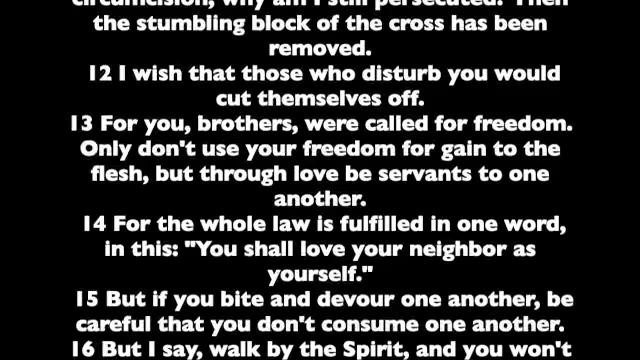 circumcision, why am I still persecuted? Then
the stumbling block of the cross has been
removed.
12 I wish that those who disturb you would
cut themselves off.
13 For you, brothers, were called for freedom.
Only don't use your freedom for gain to the
flesh, but through love be servants to one
another.
14 For the whole law is fulfilled in one word,
in this: "You shall love your neighbor as
yourself."
15 But if you bite and devour one another, be
careful that you don't consume one another.
16 But I say, walk by the Spirit, and you won't